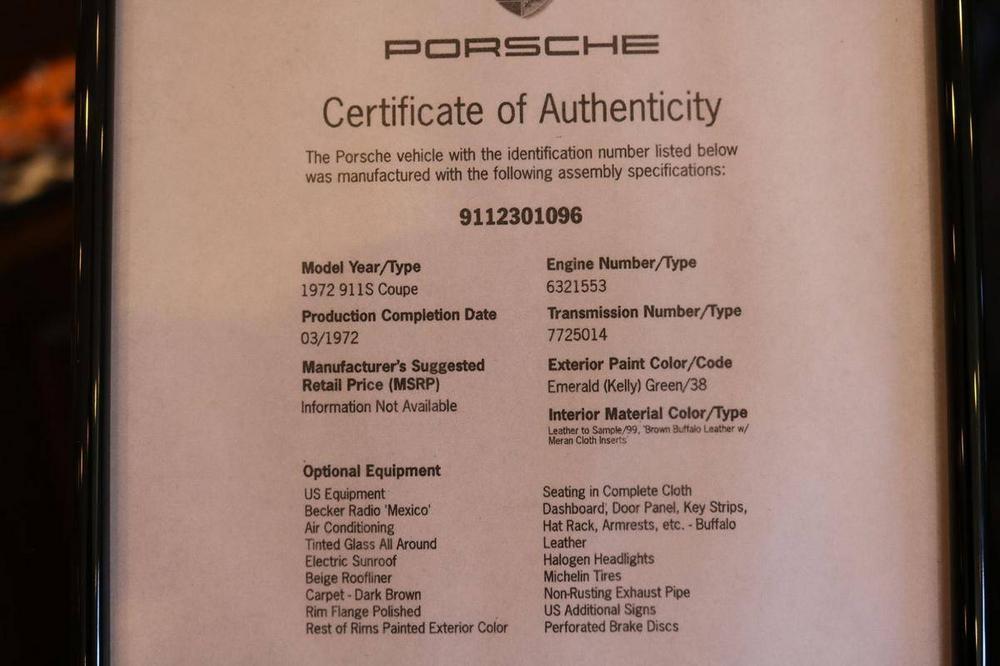 PORSCHE
Certificate of Authenticity
The Porsche vehicle with the identification number listed below
was manufactured with the following assembly specifications:
9112301096
Model Year/Type
1972 911S Coupe
Production Completion Date
03/1972
Manufacturer's Suggested
Retail Price (MSRP)
Information Not Available
Engine Number/Type
6321553
Transmission Number/Type
7725014
Exterior Paint Color/Code
Emerald (Kelly) Green/38
Interior Material Color/Type
Leather to Sample/99, 'Brown Buffalo Leather w/
Meran Cloth Inserts'
Optional Equipment
US Equipment
Becker Radio 'Mexico'
Air Conditioning
Tinted Glass All Around
Electric Sunroof
Beige Roofliner
Carpet - Dark Brown
Rim Flange Polished
Rest of Rims Painted Exterior Color
Seating in Complete Cloth
Dashboard, Door Panel, Key Strips,
Hat Rack, Armrests, etc. - Buffalo
Leather
Halogen Headlights
Michelin Tires
Non-Rusting Exhaust Pipe
US Additional Signs
Perforated Brake Discs